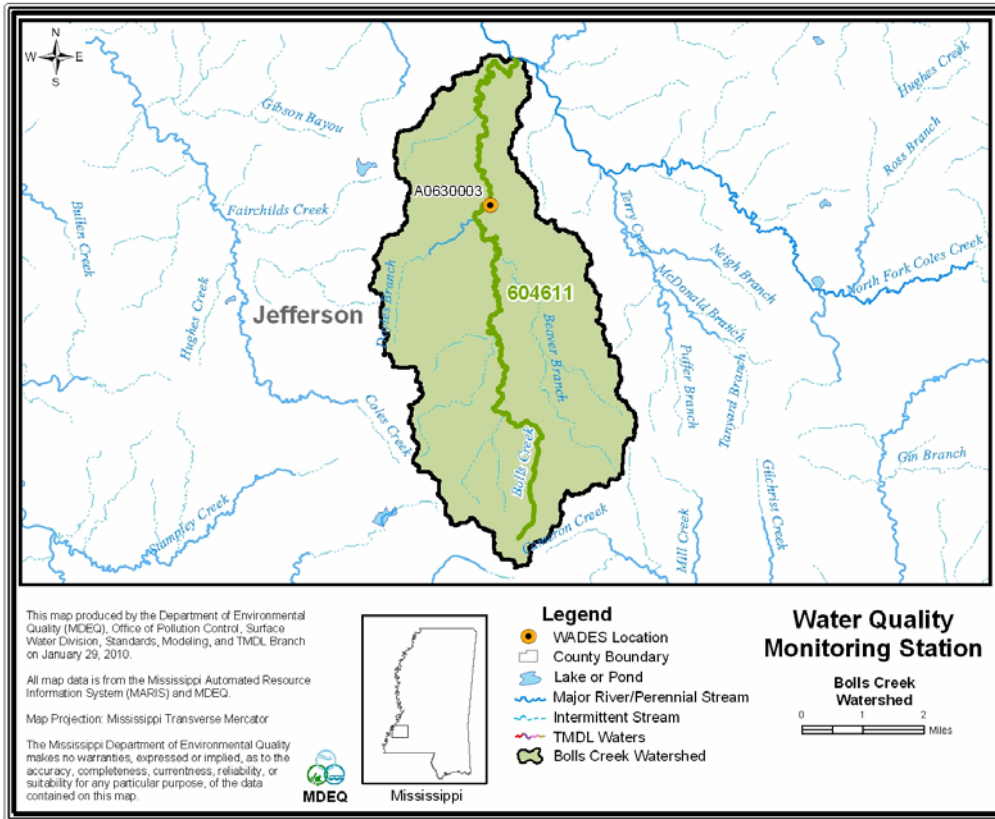 N
W E
S
Hughes Creek
Gibson Bayou
Ross Branch
A0630003
Fairchilds Creek
Terry Creek
Bullen Creek
Neigh Branch
North Fork Coles Creek
McDonald Branch
604611
Hughes Creek
Jefferson
Beaver Branch
Puffer Branch
Tanyard Branch
Coles Creek
Bolls Creek
Gin Branch
Gilchrist Creek
Stampley Creek
Cameron Creek
Mill Creek
This map produced by the Department of Environmental
Quality (MDEQ), Office of Pollution Control, Surface
Water Division, Standards, Modeling, and TMDL Branch
on January 29, 2010.
All map data is from the Mississippi Automated Resource
Information System (MARIS) and MDEQ.
Map Projection: Mississippi Transverse Mercator
The Mississippi Department of Environmental Quality
makes no warranties, expressed or implied, as to the
accuracy, completeness, currentness, reliability, or
suitability for any particular purpose, of the data
contained on this map.
MDEQ
Mississippi
Legend
WADES Location
County Boundary
Lake or Pond
Major River/Perennial Stream
Intermittent Stream
TMDL Waters
Bolls Creek Watershed
Water Quality
Monitoring Station
Bolls Creek
Watershed
0 1 2
Miles